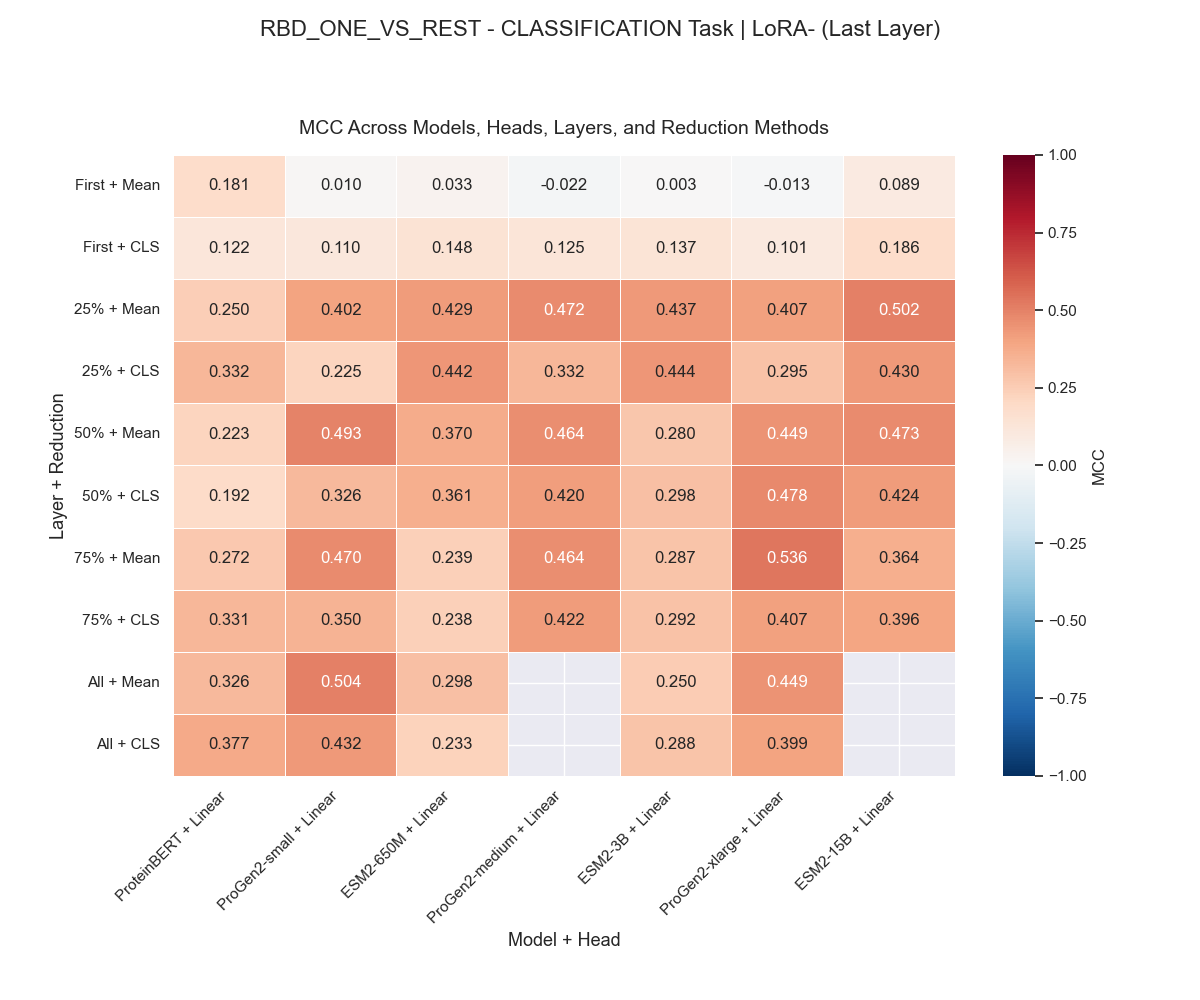 RBD_ONE_VS_REST - CLASSIFICATION Task | LoRA- (Last Layer)
MCC Across Models, Heads, Layers, and Reduction Methods
Layer + Reduction
First + Mean 0.181 0.010 0.033 -0.022 0.003 -0.013 0.089
First + CLS 0.122 0.110 0.148 0.125 0.137 0.101 0.186
25% + Mean 0.250 0.402 0.429 0.472 0.437 0.407 0.502
25% + CLS 0.332 0.225 0.442 0.332 0.444 0.295 0.430
50% + Mean 0.223 0.493 0.370 0.464 0.280 0.449 0.473
50% + CLS 0.192 0.326 0.361 0.420 0.298 0.478 0.424
75% + Mean 0.272 0.470 0.239 0.464 0.287 0.536 0.364
75% + CLS 0.331 0.350 0.238 0.422 0.292 0.407 0.396
All + Mean 0.326 0.504 0.298 0.250 0.449
All + CLS 0.377 0.432 0.233 0.288 0.399
ProteinBERT + Linear
ProGen2-small + Linear
ESM2-650M + Linear
ProGen2-medium + Linear
ESM2-3B + Linear
ProGen2-xlarge + Linear
ESM2-15B + Linear
Model + Head
1.00
0.75
0.50
0.25
0.00
−0.25
−0.50
−0.75
−1.00
MCC